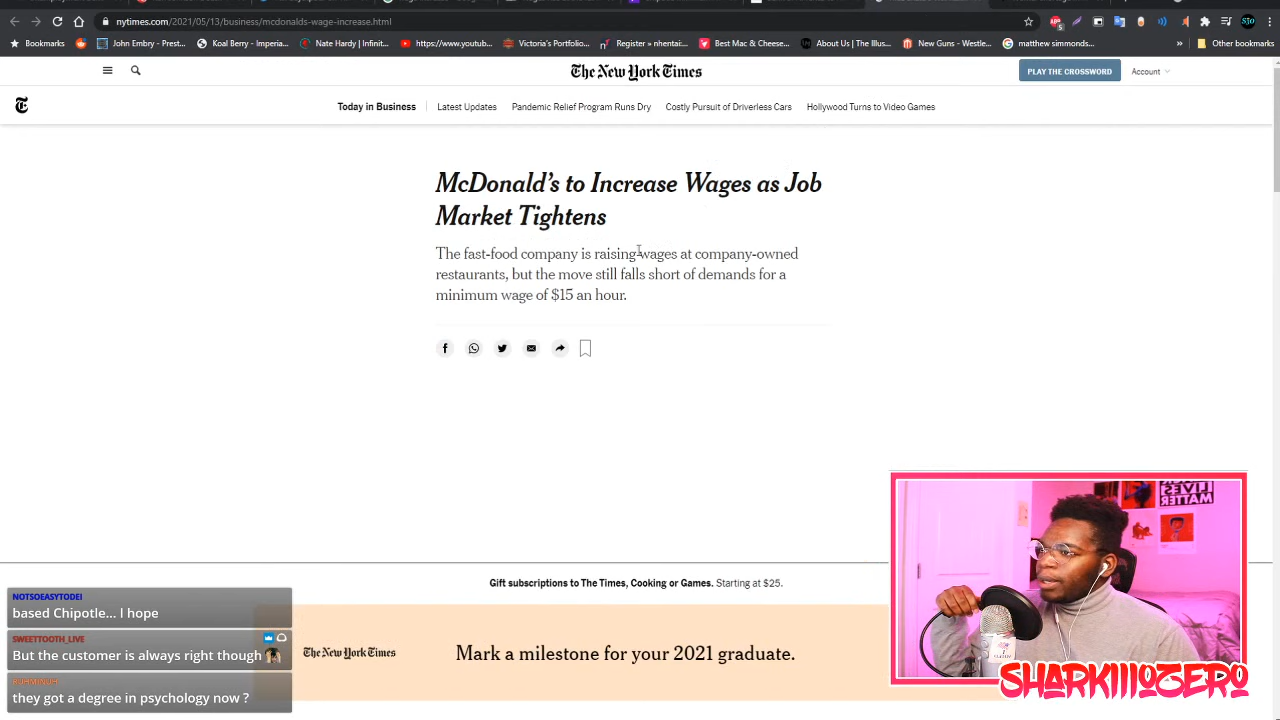 nytimes.com/2021/05/13/business/mcdonalds-wage-increase.html
Bookmarks
John Embry - Prest...
Koal Berry - Imperia...
Nate Hardy | Infinit...
https://www.youtube...
Victoria's Portfolio...
Register » nhentai...
Best Mac & Cheese...
About Us | The Illus...
New Guns - Westle...
matthew simmonds...
»
Other bookmarks
The New York Times
PLAY THE CROSSWORD
Account
T
Today in Business
Latest Updates
Pandemic Relief Program Runs Dry
Costly Pursuit of Driverless Cars
Hollywood Turns to Video Games
McDonald's to Increase Wages as Job
Market Tightens
The fast-food company is raising wages at company-owned
restaurants, but the move still falls short of demands for a
minimum wage of $15 an hour.
Gift subscriptions to The Times, Cooking or Games. Starting at $25.
The New York Times
Mark a milestone for your 2021 graduate.
NOTSOEASYTODEI
based Chipotle... I hope
SWEETTOOTH_LIVE
But the customer is always right though
they got a degree in psychology now ?
LIVES
MATTER
SHARKIIIOZERO